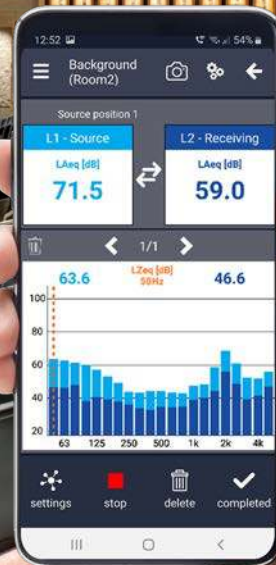 12:52
54%
Background
(Room2)
Source position 1
L1 - Source
L2 - Receiving
LAeq [dB]
LAeq [dB]
71.5
59.0
1/1
63.6
LZeq [dB]
50Hz
46.6
100
80
60
40
20
63 125 250 500 1k 2k 4k
settings stop delete completed